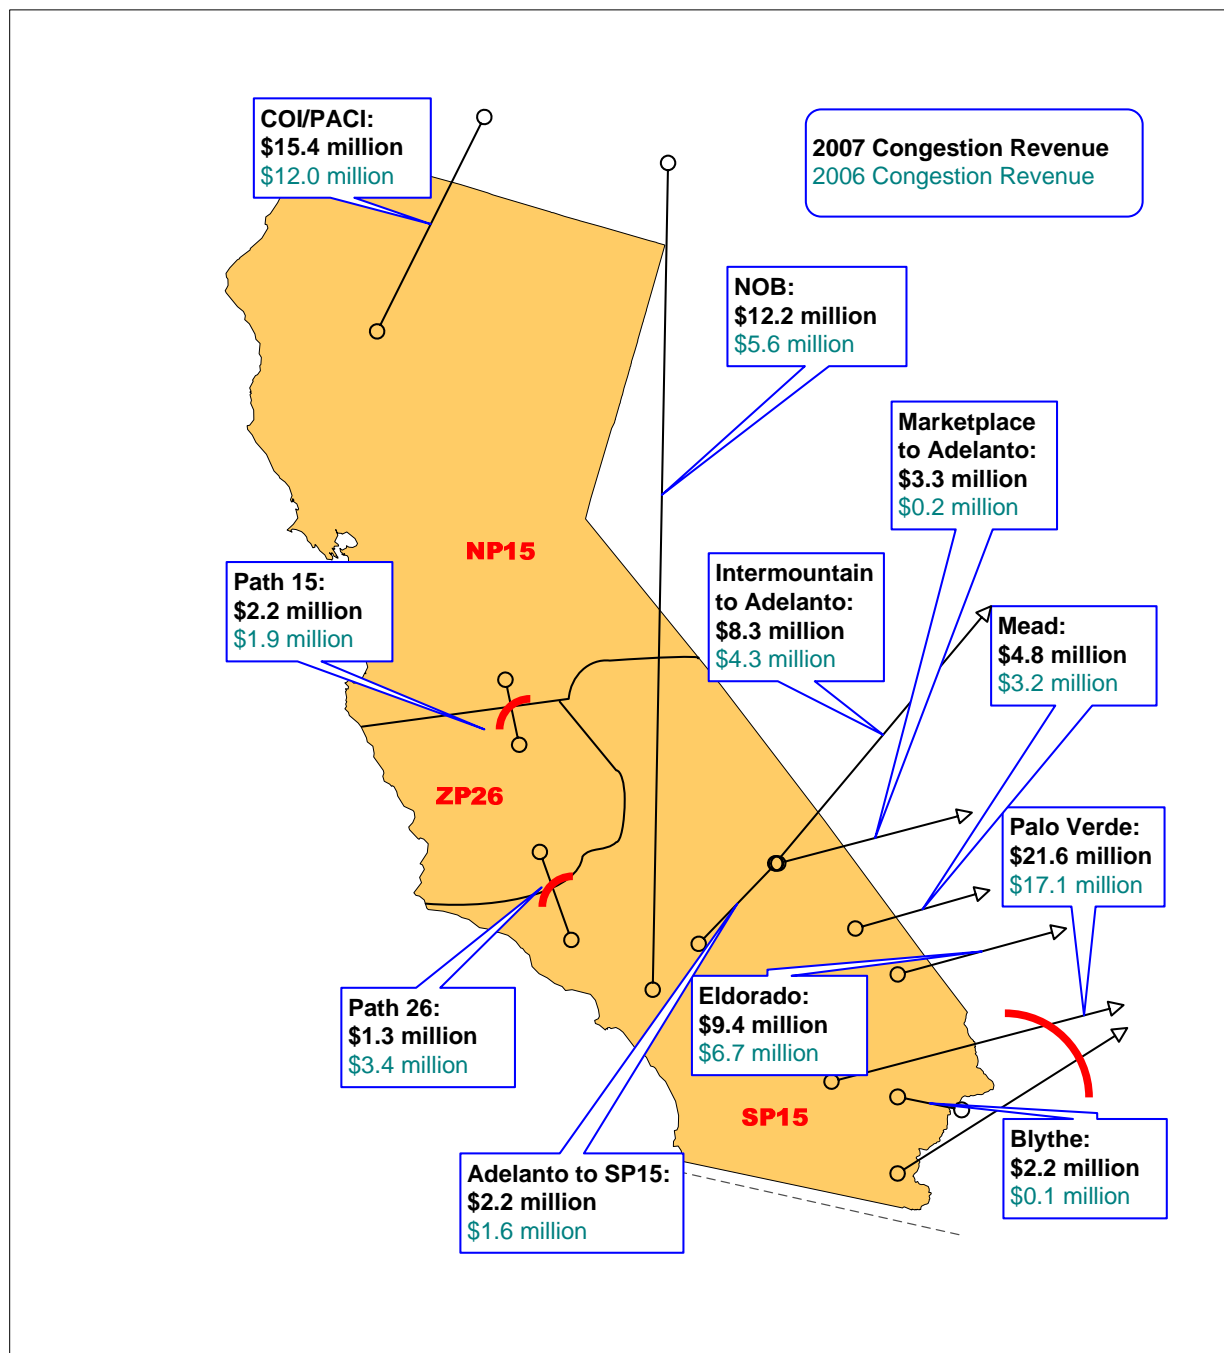 COI/PACI:
$15.4 million
$12.0 million
2007 Congestion Revenue
2006 Congestion Revenue
NOB:
$12.2 million
$5.6 million
Marketplace
to Adelanto:
$3.3 million
$0.2 million
NP15
Path 15:
$2.2 million
$1.9 million
Intermountain
to Adelanto:
$8.3 million
$4.3 million
Mead:
$4.8 million
$3.2 million
ZP26
Palo Verde:
$21.6 million
$17.1 million
Path 26:
$1.3 million
$3.4 million
Eldorado:
$9.4 million
$6.7 million
SP15
Blythe:
$2.2 million
$0.1 million
Adelanto to SP15:
$2.2 million
$1.6 million